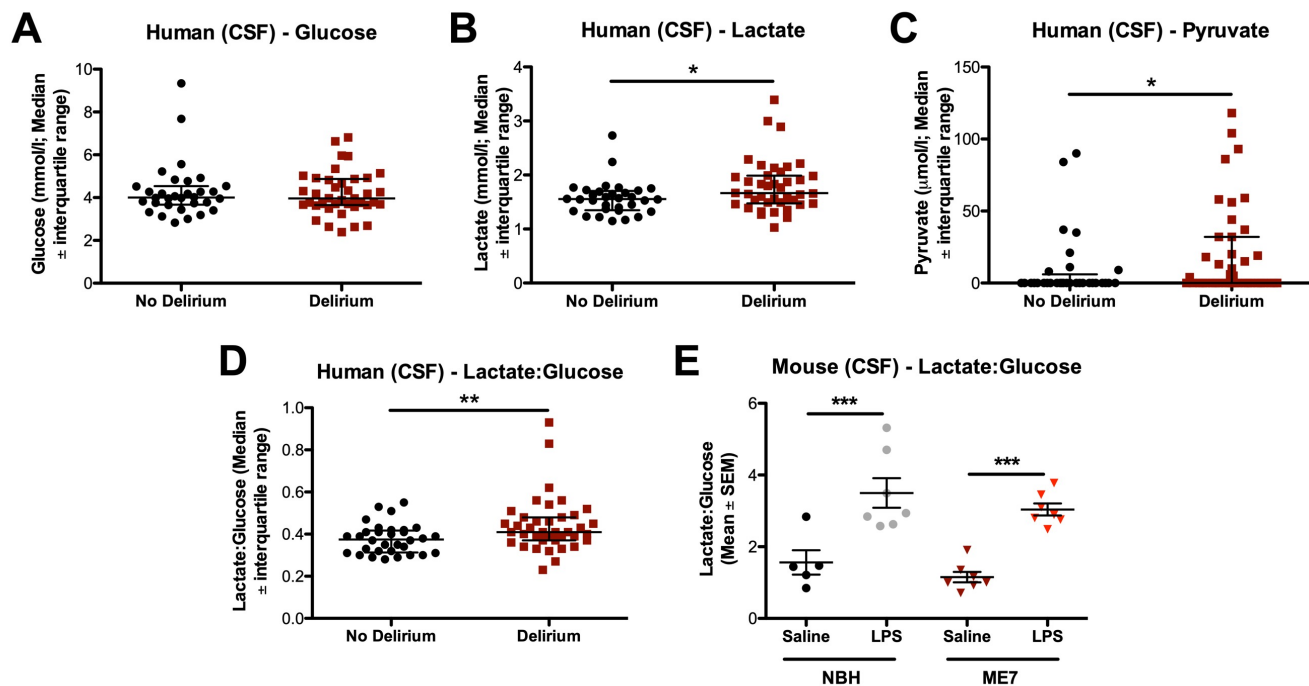 A
Human (CSF) - Glucose
Glucose (mmol/l; Median
± interquartile range)
10
8
6
4
2
0
No Delirium
Delirium
B
Human (CSF) - Lactate
Lactate (mmol/l; Median
± interquartile range)
4
3
2
1
0
*
No Delirium
Delirium
C
Human (CSF) - Pyruvate
Pyruvate (μmol/l; Median
± interquartile range)
150
100
50
0
*
No Delirium
Delirium
D
Human (CSF) - Lactate:Glucose
Lactate:Glucose (Median
± interquartile range)
1.0
0.8
0.6
0.4
0.2
0.0
**
No Delirium
Delirium
E
Mouse (CSF) - Lactate:Glucose
Lactate:Glucose
(Mean ± SEM)
6
4
2
0
***
***
Saline
LPS
Saline
LPS
NBH
ME7